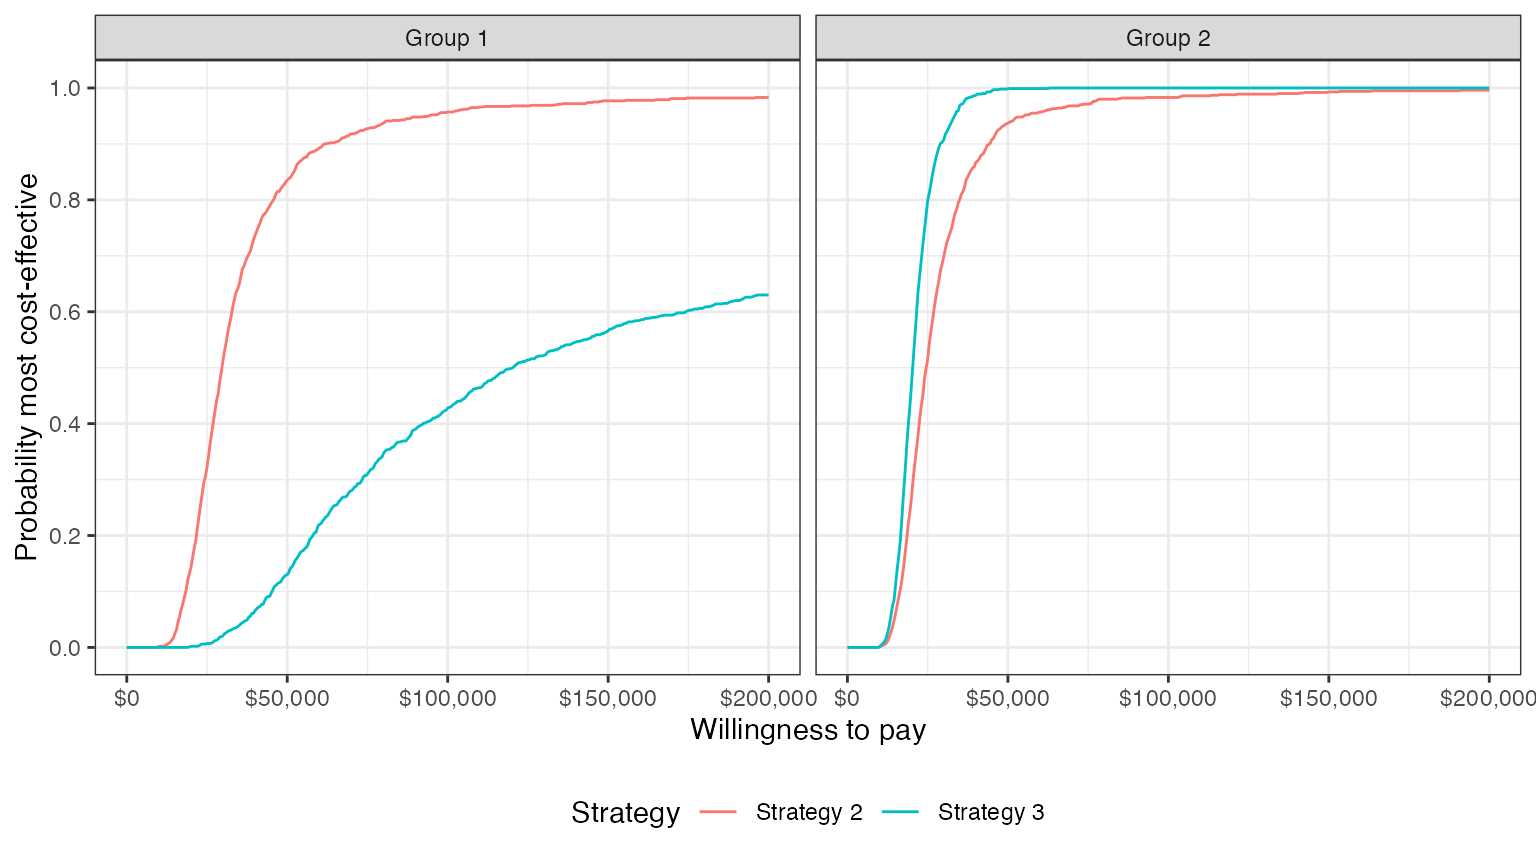 Group 1
Group 2
Probability most cost-effective
1.0
0.8
0.6
0.4
0.2
0.0
$0
$50,000
$100,000
$150,000
$200,000
$0
$50,000
$100,000
$150,000
$200,000
Willingness to pay
Strategy
Strategy 2
Strategy 3